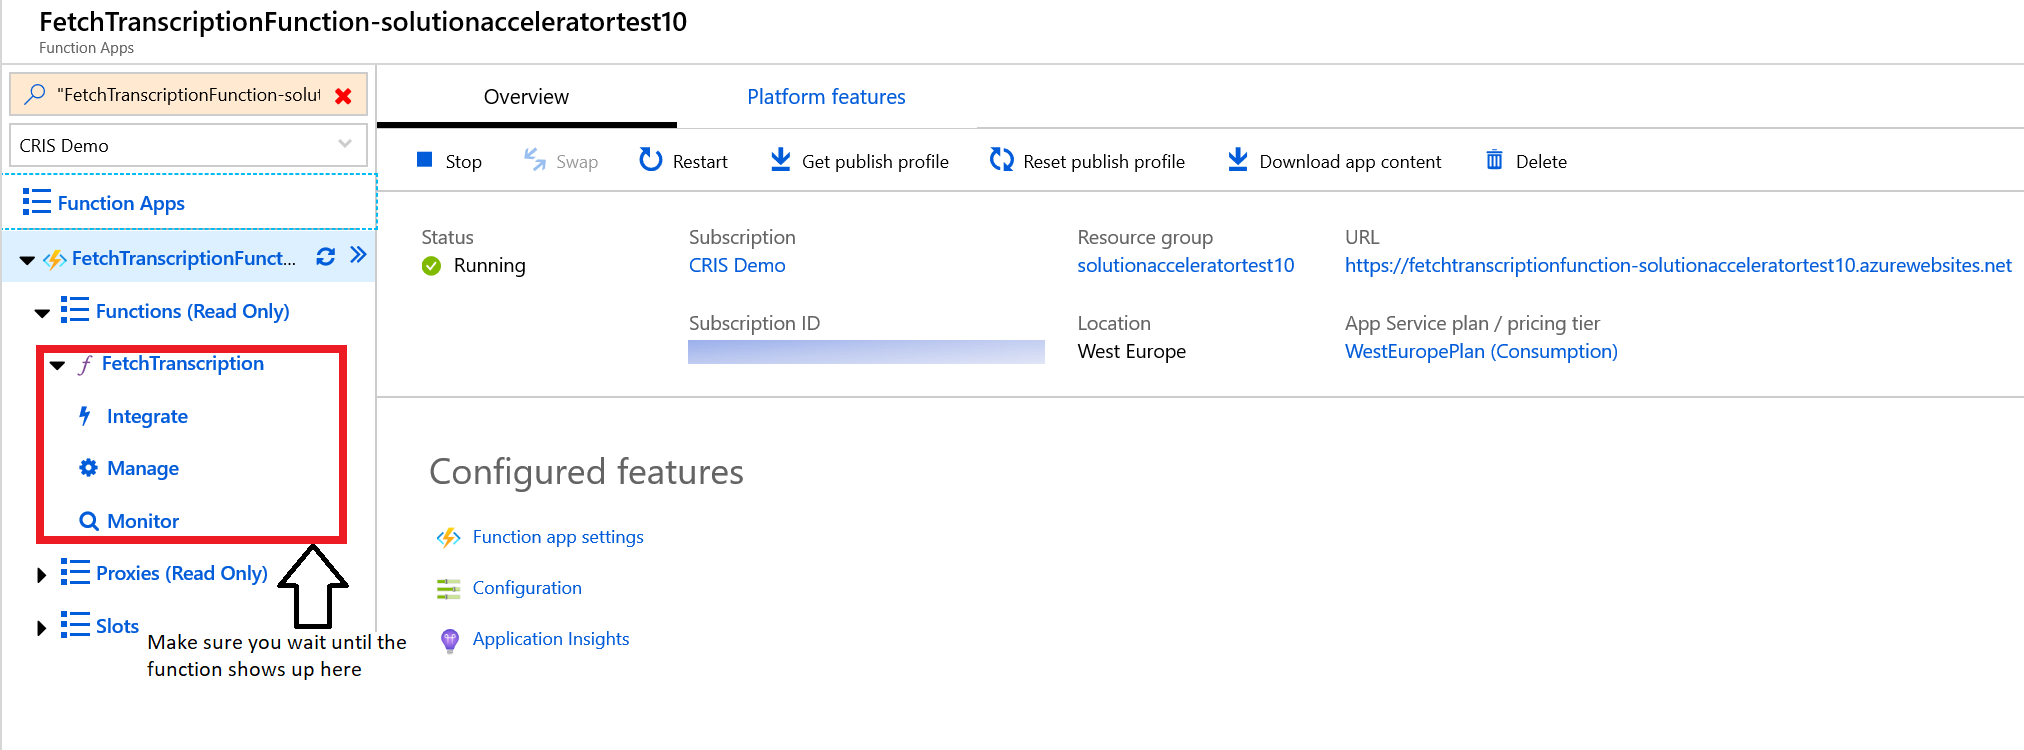 FetchTranscriptionFunction-solutionacceleratortest10
Function Apps
"FetchTranscriptionFunction-solut
CRIS Demo
Function Apps
FetchTranscriptionFunct...
Functions (Read Only)
FetchTranscription
Integrate
Manage
Monitor
Proxies (Read Only)
Slots
Make sure you wait until the
function shows up here
Overview
Platform features
Stop
Swap
Restart
Get publish profile
Reset publish profile
Download app content
Delete
Status
Running
Subscription
CRIS Demo
Resource group
solutionacceleratortest10
URL
https://fetchtranscriptionfunction-solutionacceleratortest10.azurewebsites.net
Subscription ID
Location
West Europe
App Service plan / pricing tier
WestEuropePlan (Consumption)
Configured features
Function app settings
Configuration
Application Insights